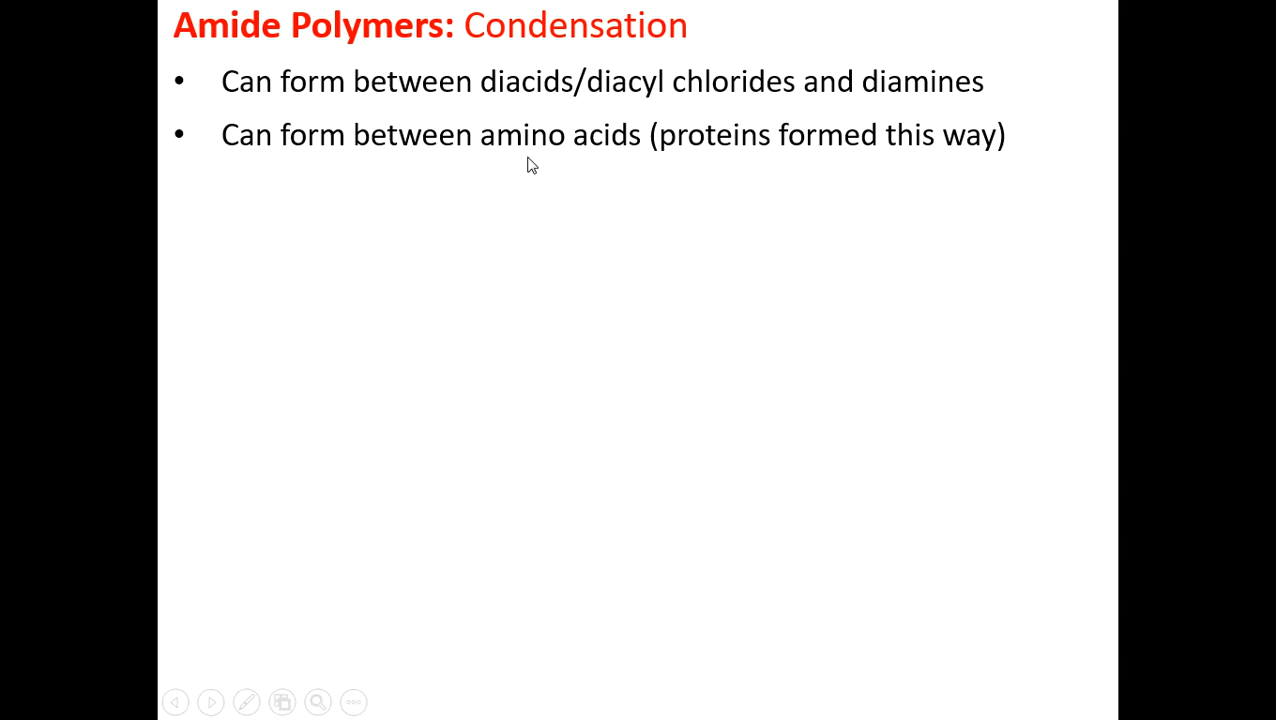 Amide Polymers: Condensation
• Can form between diacids/diacyl chlorides and diamines
• Can form between amino acids (proteins formed this way)